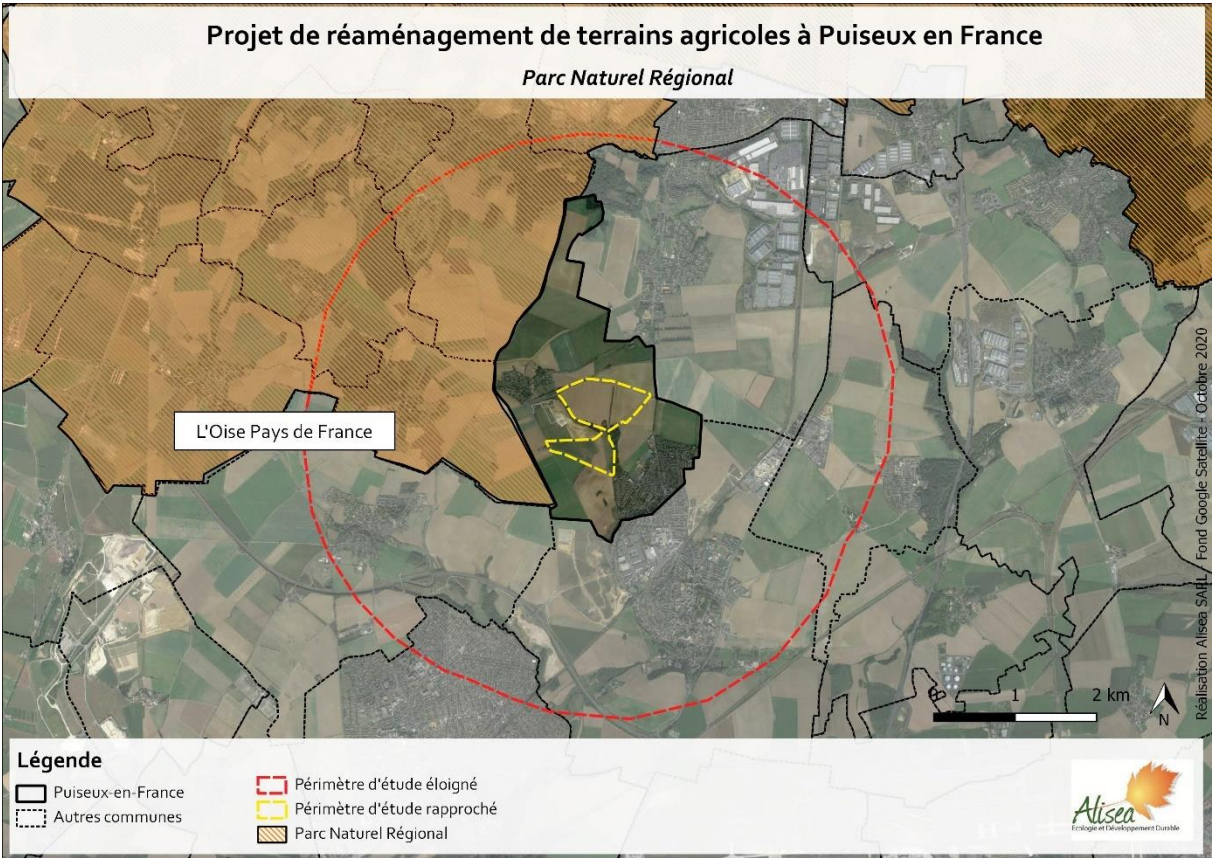 Projet de réaménagement de terrains agricoles à Puiseux en France
Parc Naturel Régional
L'Oise Pays de France
Réalisation Alisea SARL - Fond Google Satellite - Octobre 2020
0 1 2 km
N
Légende
Puiseux-en-France
Autres communes
Périmètre d'étude éloigné
Périmètre d'étude rapproché
Parc Naturel Régional
Alisea
Ecologie et Développement Durable